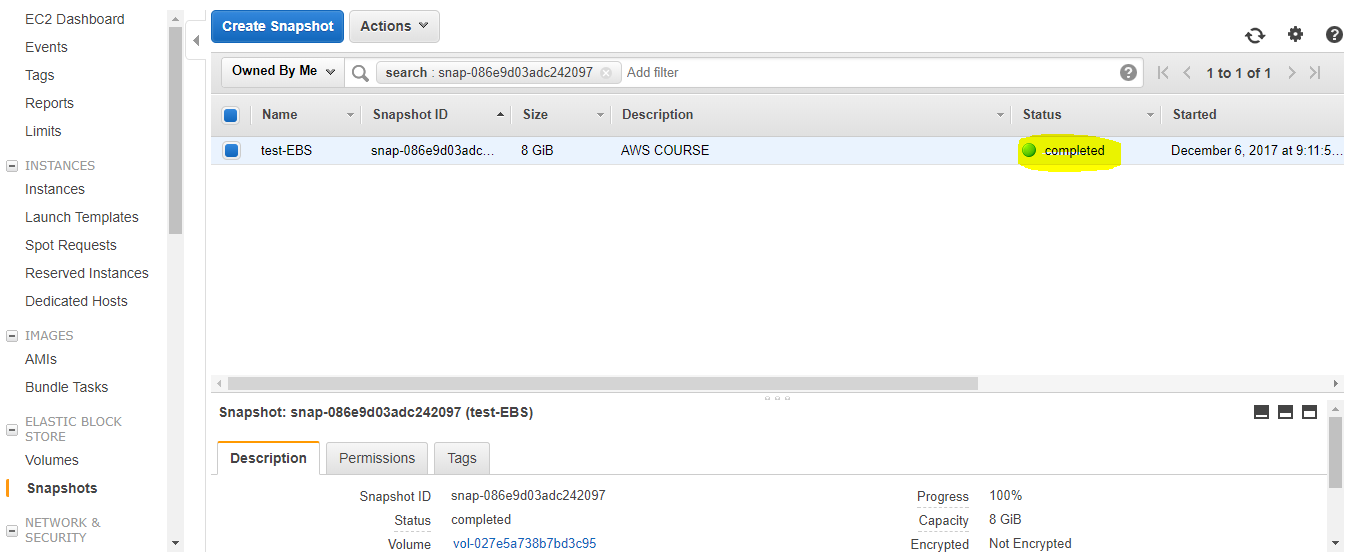 EC2 Dashboard
Events
Tags
Reports
Limits
INSTANCES
Instances
Launch Templates
Spot Requests
Reserved Instances
Dedicated Hosts
IMAGES
AMIs
Bundle Tasks
ELASTIC BLOCK
STORE
Volumes
Snapshots
NETWORK &
SECURITY
Create Snapshot Actions
Owned By Me search : snap-086e9d03adc242097 Add filter 1 to 1 of 1
Name Snapshot ID Size Description Status Started
test-EBS snap-086e9d03adc... 8 GiB AWS COURSE completed December 6, 2017 at 9:11:5...
Snapshot: snap-086e9d03adc242097 (test-EBS)
Description Permissions Tags
Snapshot ID snap-086e9d03adc242097 Progress 100%
Status completed Capacity 8 GiB
Volume vol-027e5a738b7bd3c95 Encrypted Not Encrypted